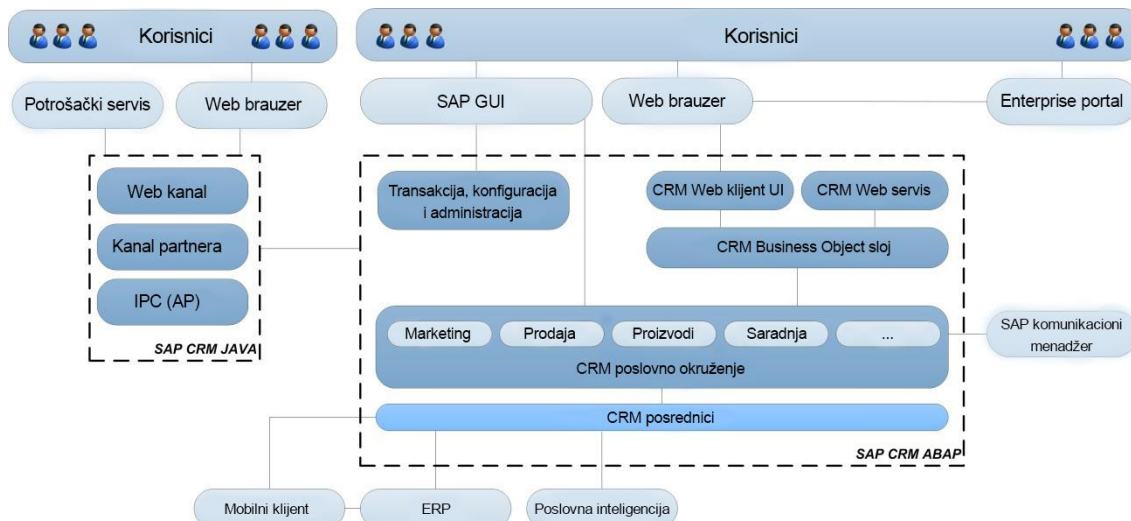 Korisnici
Korisnici
Potrošački servis
Web brauzer
SAP GUI
Web brauzer
Enterprise portal
Web kanal
Kanal partnera
IPC (AP)
SAP CRM JAVA
Transakcija, konfiguracija
i administracija
CRM Web klijent UI
CRM Web servis
CRM Business Object sloj
Marketing
Prodaja
Proizvodi
Saradnja
...
CRM poslovno okruženje
SAP komunikacioni
menadžer
CRM posrednici
SAP CRM ABAP
Mobilni klijent
ERP
Poslovna inteligencija